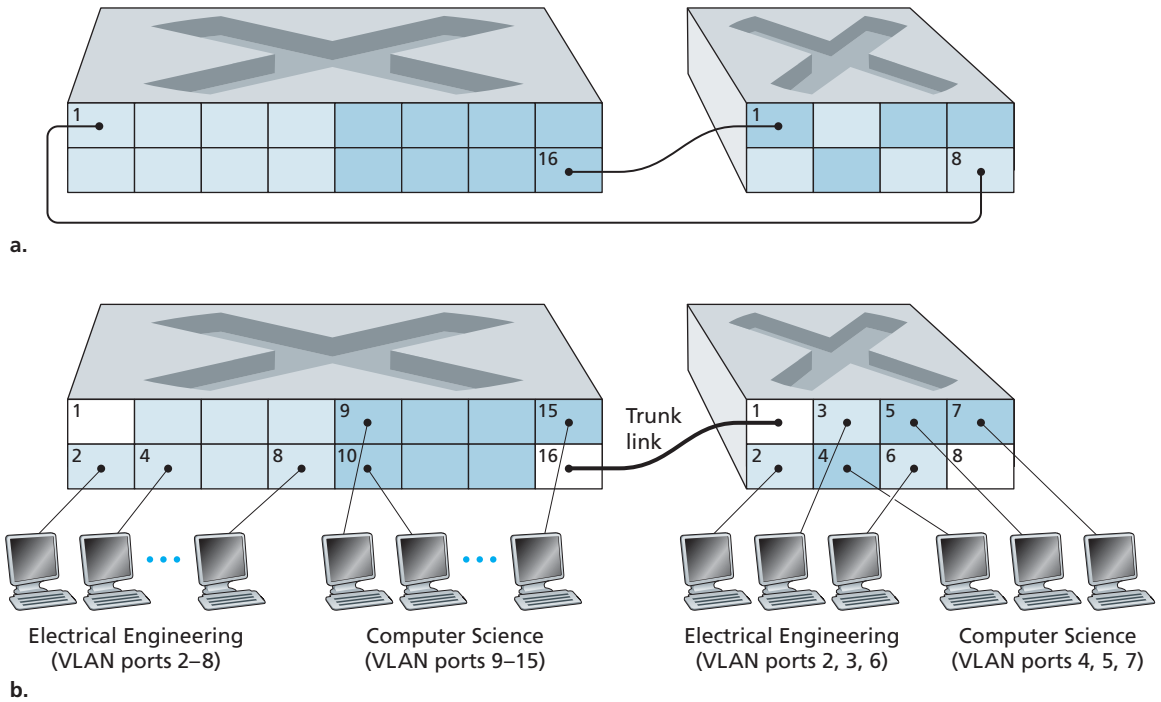 1
16
1
8
a.
1
9
15
2
4
8
10
16
Trunk
link
1
3
5
7
2
4
6
8
Electrical Engineering
(VLAN ports 2–8)
Computer Science
(VLAN ports 9–15)
Electrical Engineering
(VLAN ports 2, 3, 6)
Computer Science
(VLAN ports 4, 5, 7)
b.